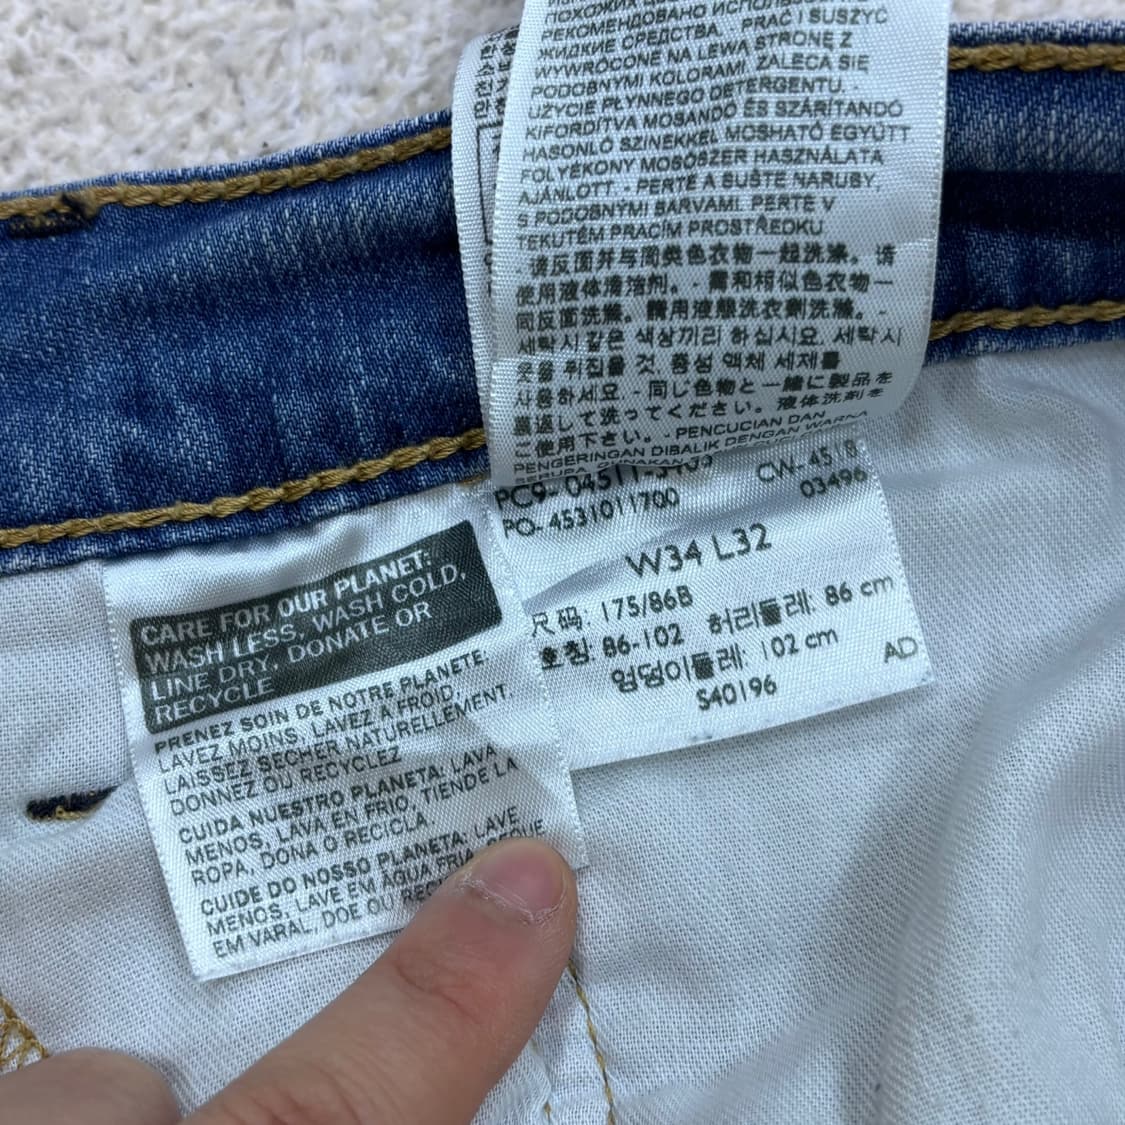 ПОХОЖИХ
РЕКОМЕНДОВАНО ИСПОЛЬЗОВАТЬ
ЖИДКИЕ СРЕДСТВА. - PRAĆ I SUSZYĆ
WYWRÓCONE NA LEWĄ STRONĘ Z
PODOBNYMI KOLORAMI. ZALECA SIĘ
UŻYCIE PŁYNNEGO DETERGENTU. -
KIFORDÍTVA MOSANDÓ ÉS SZÁRÍTANDÓ
HASONLÓ SZÍNEKKEL MOSHATÓ EGYÜTT.
FOLYÉKONY MOSÓSZER HASZNÁLATA
AJÁNLOTT. - PERTE A SUŠTE NARUBY,
S PODOBNÝMI BARVAMI. PERTE V
TEKUTÉM PRACÍM PROSTŘEDKU.
- 请反面并与同类色衣物一起洗涤。请
使用液体清洁剂。- 需和相似色衣物一
同反面洗滌。請用液態洗衣劑洗滌。-
세탁시 같은 색상끼리 하십시요. 세탁시
옷을 뒤집을 것. 중성 액체 세제를
사용하세요. - 同じ色物と一緒に製品を
裏返して洗ってください。液体洗剤を
ご使用下さい。- PENCUCIAN DAN
PENGERINGAN DIBALIK DENGAN WARNA
SERUPA.
PC9- 04511-
CW- 45 18
PO- 4531011700
03496
W34 L32
尺码: 175/86B
호칭: 86-102 허리둘레: 86 cm
엉덩이둘레: 102 cm
S40196
AD
CARE FOR OUR PLANET:
WASH LESS, WASH COLD,
LINE DRY, DONATE OR
RECYCLE
PRENEZ SOIN DE NOTRE PLANETE:
LAVEZ MOINS, LAVEZ A FROID,
LAISSEZ SECHER NATURELLEMENT,
DONNEZ OU RECYCLEZ
CUIDA NUESTRO PLANETA: LAVA
MENOS, LAVA EN FRIO, TIENDE LA
ROPA, DONA O RECICLA.
CUIDE DO NOSSO PLANETA: LAVE
MENOS, LAVE EM ÁGUA FRIA, SEQUE
EM VARAL, DOE OU